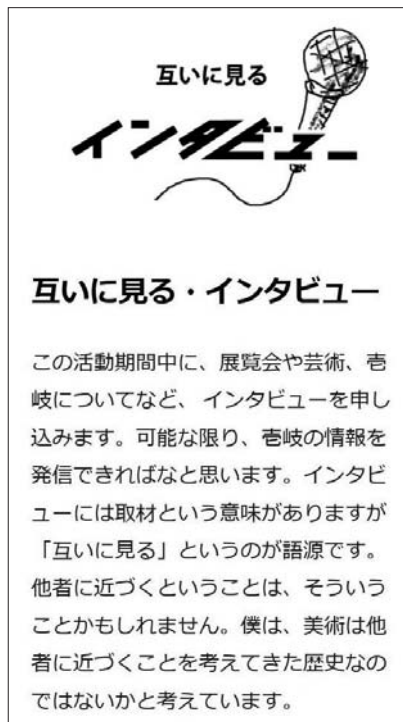 互いに見る
インタビュー
互いに見る・インタビュー
この活動期間中に、展覧会や芸術、壱
岐についてなど、インタビューを申し
込みます。可能な限り、壱岐の情報を
発信できればなと思います。インタビ
ューには取材という意味がありますが
「互いに見る」というのが語源です。
他者に近づくということは、そういう
ことかもしれません。僕は、美術は他
者に近づくことを考えてきた歴史なの
ではないかと考えています。